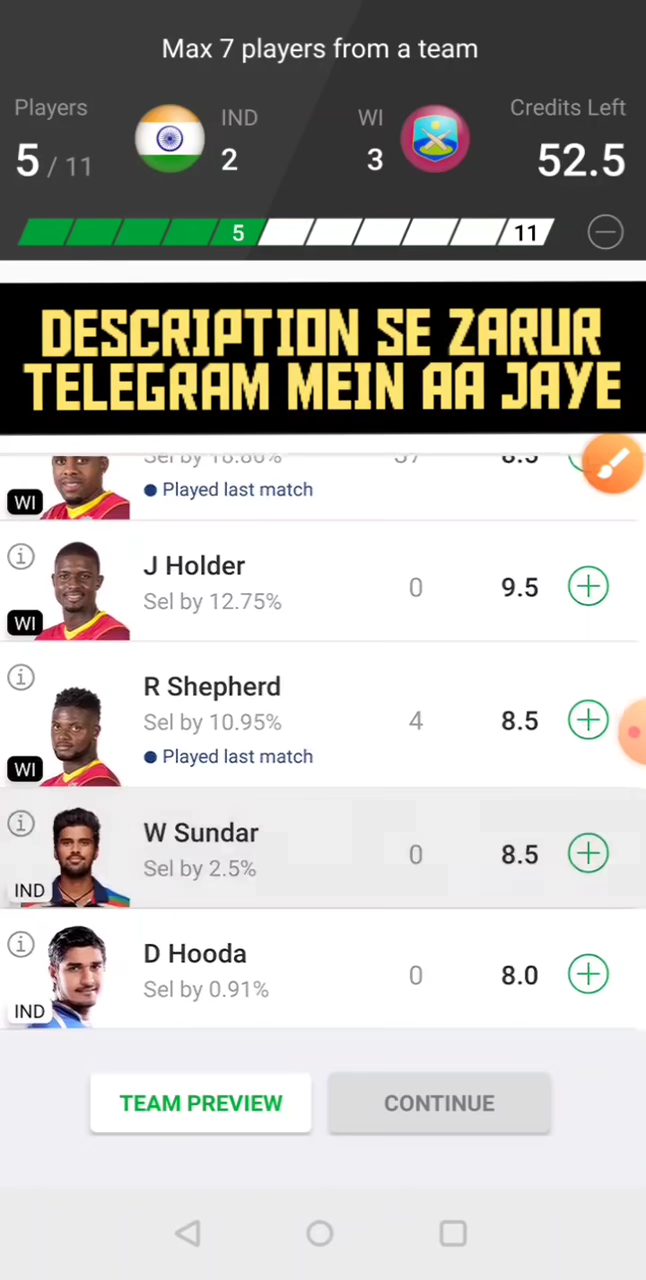 Max 7 players from a team
Players
IND
WI
Credits Left
5 / 11
2
3
52.5
5
11
DESCRIPTION SE ZARUR
TELEGRAM MEIN AA JAYE
Played last match
WI
J Holder
Sel by 12.75%
0
9.5
WI
R Shepherd
Sel by 10.95%
4
8.5
Played last match
WI
W Sundar
Sel by 2.5%
0
8.5
IND
D Hooda
Sel by 0.91%
0
8.0
IND
TEAM PREVIEW
CONTINUE